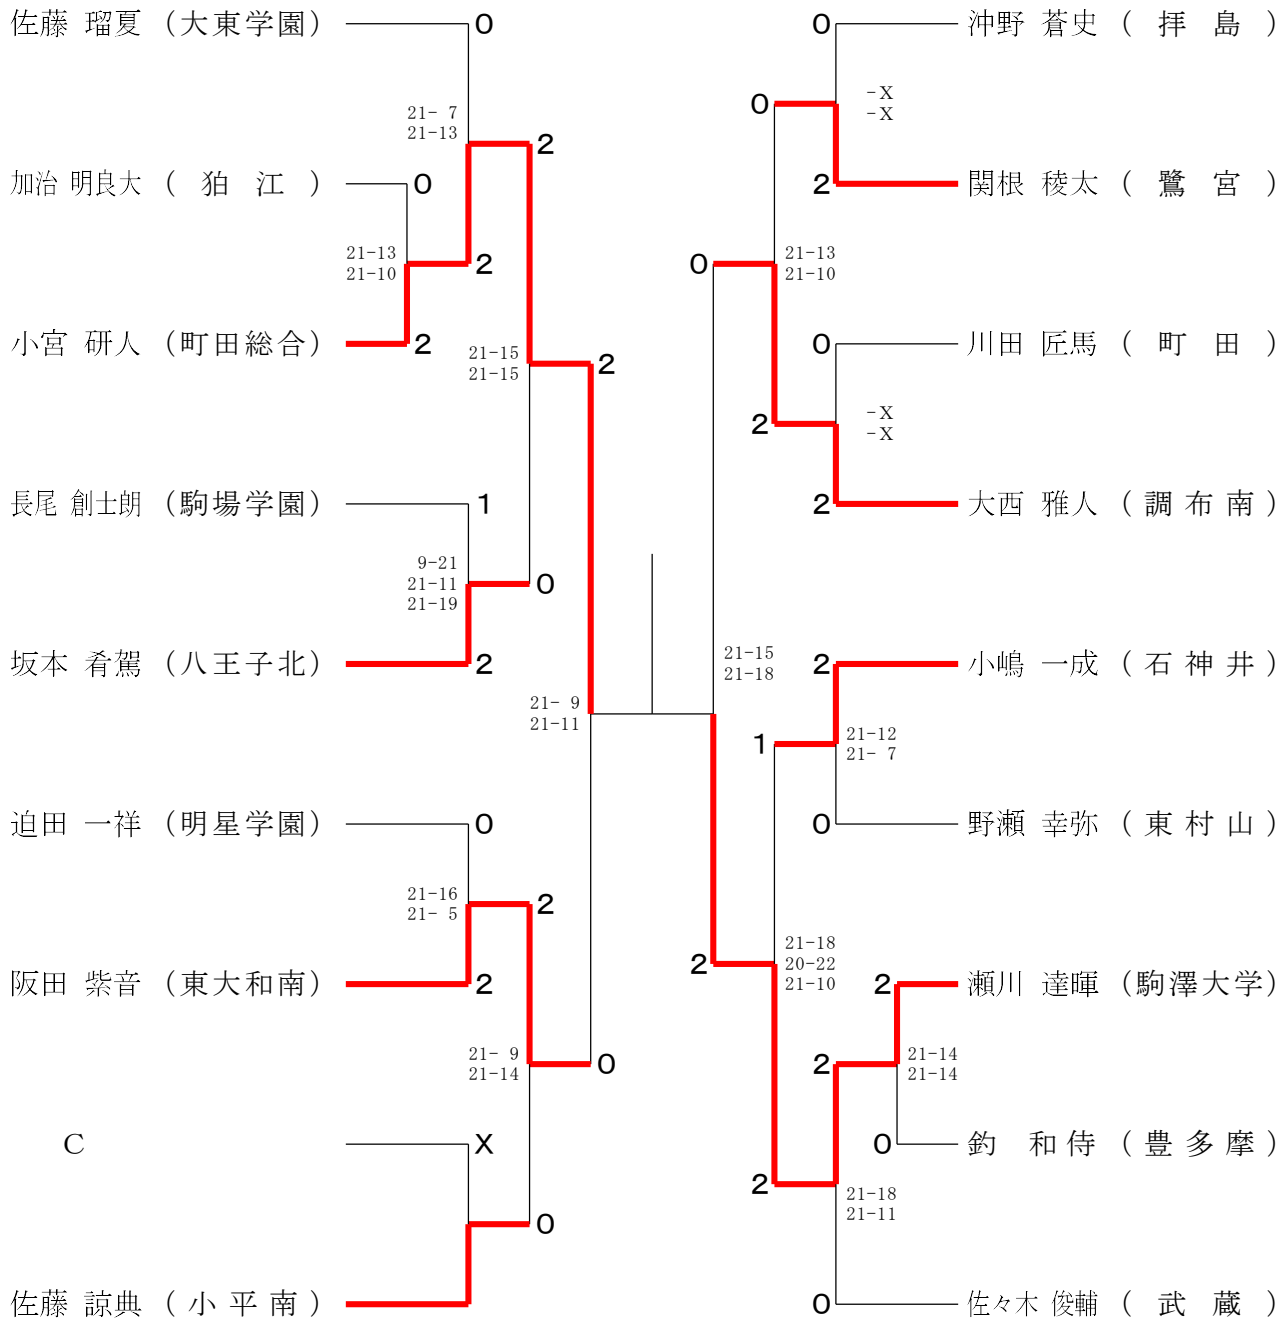 佐藤 瑠夏 (大東学園)
0
21- 7
21-13
2
加治 明良大 ( 狛 江 )
0
21-13
21-10
2
小宮 研人 (町田総合)
2
21-15
21-15
2
長尾 創士朗 (駒場学園)
1
9-21
21-11
21-19
0
坂本 肴駕 (八王子北)
2
21- 9
21-11
迫田 一祥 (明星学園)
0
21-16
21- 5
2
阪田 紫音 (東大和南)
2
21- 9
21-14
0
C
X
0
佐藤 諒典 ( 小 平 南 )
0
沖野 蒼史 ( 拝 島 )
0
-X
-X
2
関根 稜太 ( 鷺 宮 )
0
21-13
21-10
0
川田 匠馬 ( 町 田 )
2
-X
-X
2
大西 雅人 ( 調 布 南 )
21-15
21-18
2
小嶋 一成 ( 石 神 井 )
1
21-12
21- 7
0
野瀬 幸弥 ( 東 村 山 )
2
21-18
20-22
21-10
2
瀬川 達暉 (駒澤大学)
2
21-14
21-14
0
釣 和侍 ( 豊 多 摩 )
2
21-18
21-11
0
佐々木 俊輔 ( 武 蔵 )